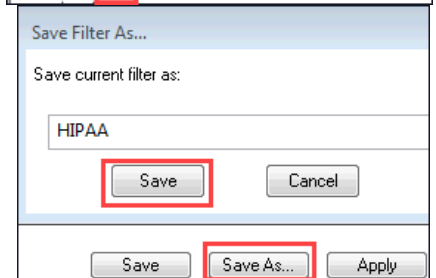 Save Filter As...
Save current filter as:
HIPAA
Save Cancel
Save Save As... Apply